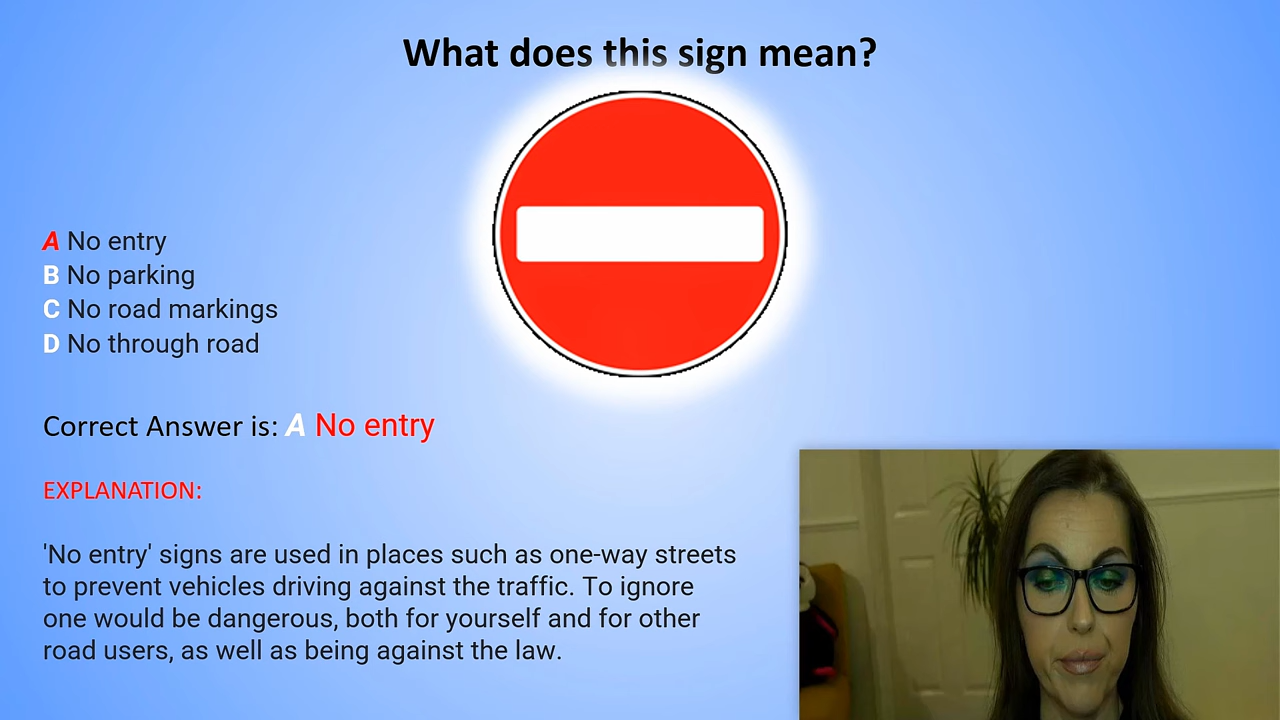 What does this sign mean?
A No entry
B No parking
C No road markings
D No through road
Correct Answer is: A No entry
EXPLANATION:
'No entry' signs are used in places such as one-way streets
to prevent vehicles driving against the traffic. To ignore
one would be dangerous, both for yourself and for other
road users, as well as being against the law.